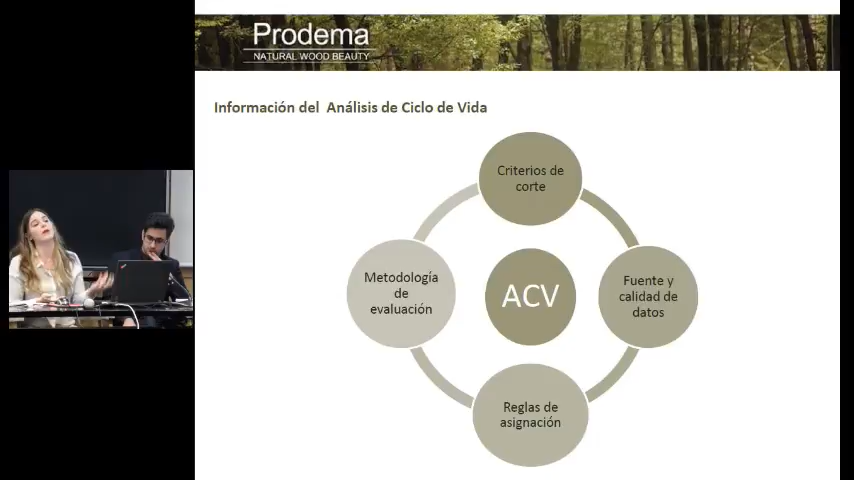 Prodema
NATURAL WOOD BEAUTY
Información del Análisis de Ciclo de Vida
Criterios de
corte
Metodología
de
evaluación
ACV
Fuente y
calidad de
datos
Reglas de
asignación